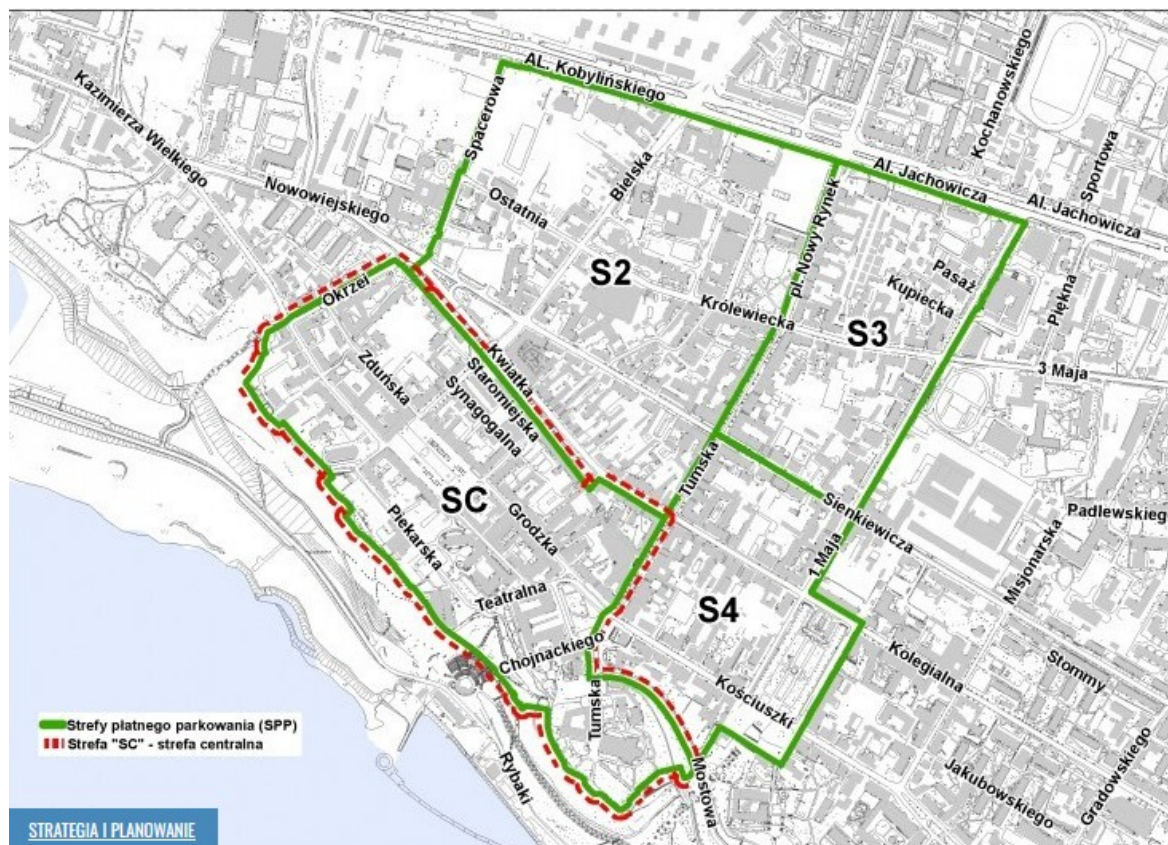 AL. Kobylińskiego
Kochanowskiego
Sportowa
Kazimierza Wielkiego
Spacerowa
Bielska
Al. Jachowicza
Al. Jachowicza
Nowowiejskiego
Ostatnia
pl. Nowy Rynek
Pasaż
Piękna
S2
Kupiecka
Okrzei
Królewiecka
S3
3 Maja
Kwiatka
Staromiejska
Synagogalna
Zduńska
Tumska
SC
Grodzka
Sienkiewicza
Padlewskieg
Piekarska
1 Maja
Misjonarska
Teatralna
S4
Chojnackiego
Kolegialna
Stommy
Kościuszki
Tumska
Strefy płatnego parkowania (SPP)
Strefa "SC" - strefa centralna
Rybaki
Mostowa
Jakubowskiego
Gradowskiego
STRATEGIA I PLANOWANIE